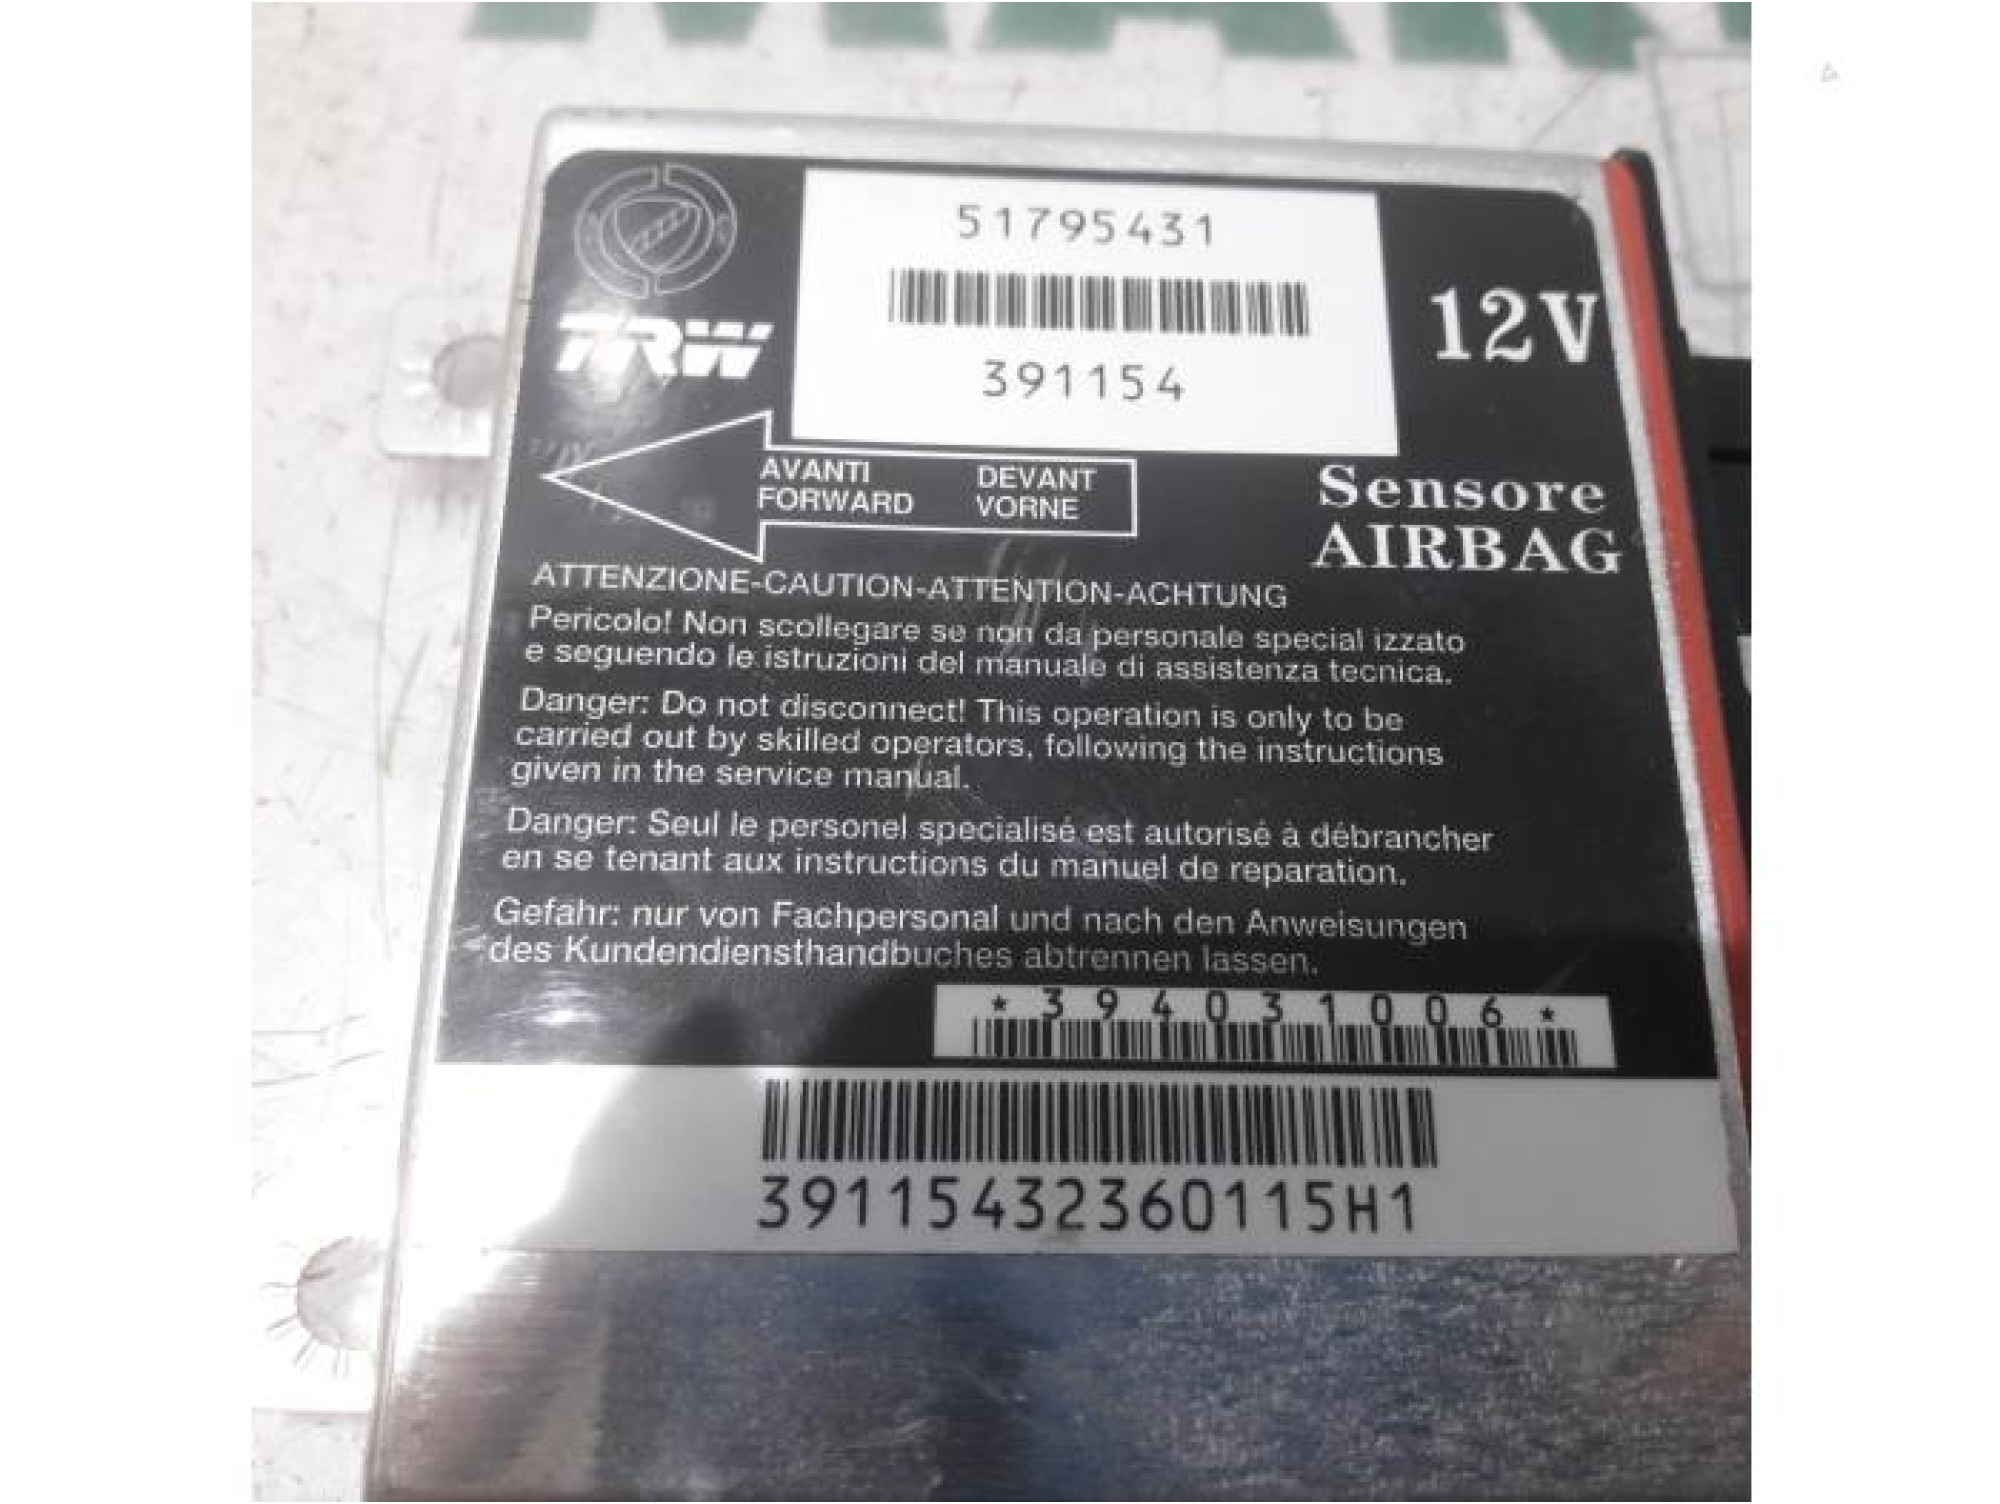 51795431
TRW
391154
12V
AVANTI DEVANT
FORWARD VORNE
Sensore
AIRBAG
ATTENZIONE-CAUTION-ATTENTION-ACHTUNG
Pericolo! Non scollegare se non da personale special izzato
e seguendo le istruzioni del manuale di assistenza tecnica.
Danger: Do not disconnect! This operation is only to be
carried out by skilled operators, following the instructions
given in the service manual.
Danger: Seul le personel specialisé est autorisé à débrancher
en se tenant aux instructions du manuel de reparation.
Gefahr: nur von Fachpersonal und nach den Anweisungen
des Kundendiensthandbuches abtrennen lassen.
*394031006*
39115432360115H1